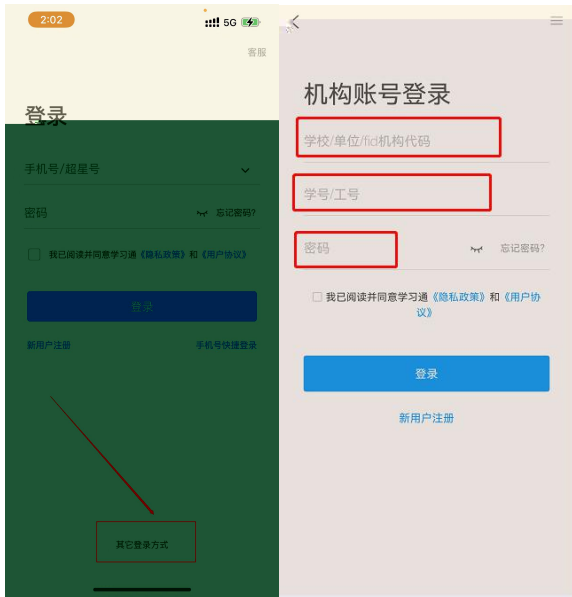 2:02
5G
客服
登录
手机号/超星号
密码
忘记密码?
我已阅读并同意学习通《隐私政策》和《用户协议》
登录
新用户注册
手机号快捷登录
其它登录方式
机构账号登录
学校/单位/fid机构代码
学号/工号
密码
忘记密码?
我已阅读并同意学习通《隐私政策》和《用户协
议》
登录
新用户注册